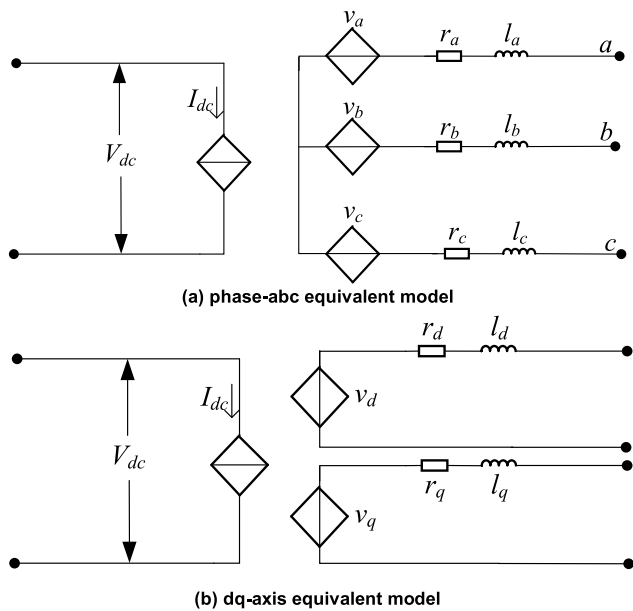 v_a r_a l_a a
I_dc
v_b r_b l_b b
V_dc
v_c r_c l_c c
(a) phase-abc equivalent model
r_d l_d
I_dc v_d
V_dc
r_q l_q
v_q
(b) dq-axis equivalent model